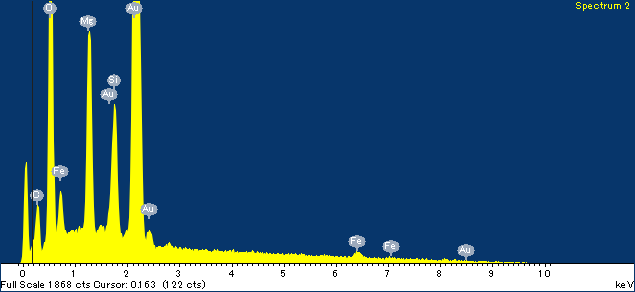 Spectrum 2
O Au
Mg
Si
Au
Fe
O Au
Fe Fe Au
0 1 2 3 4 5 6 7 8 9 10
Full Scale 1868 cts Cursor: 0.163 (122 cts) keV